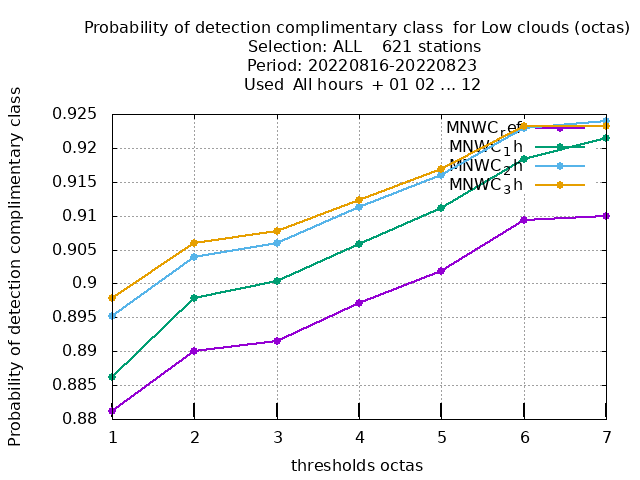 Probability of detection complimentary class for Low clouds (octas)
Selection: ALL 621 stations
Period: 20220816-20220823
Used All hours + 01 02 ... 12
Probability of detection complimentary class
0.925
0.92
0.915
0.91
0.905
0.9
0.895
0.89
0.885
0.88
MNWCref
MNWC1h
MNWC2h
MNWC3h
1 2 3 4 5 6 7
thresholds octas